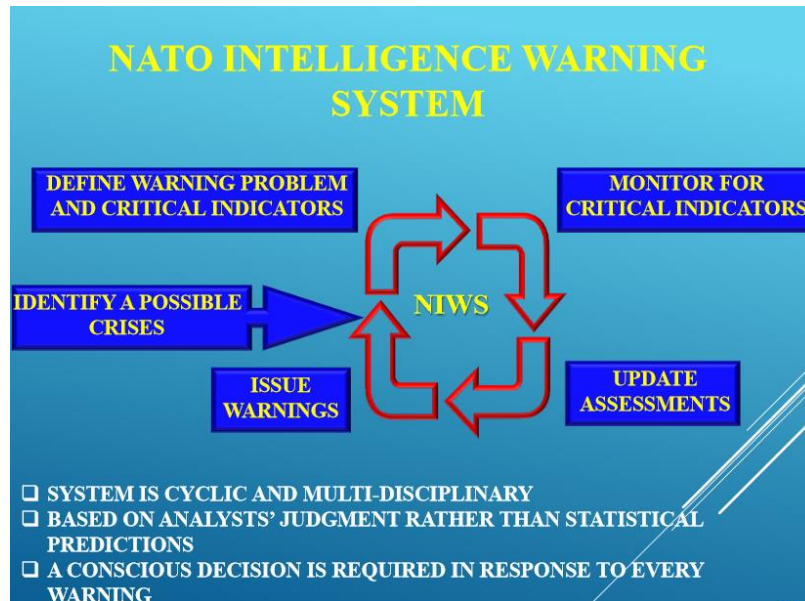 NATO INTELLIGENCE WARNING
SYSTEM
DEFINE WARNING PROBLEM
AND CRITICAL INDICATORS
MONITOR FOR
CRITICAL INDICATORS
IDENTIFY A POSSIBLE
CRISES
NIWS
ISSUE
WARNINGS
UPDATE
ASSESSMENTS
❑ SYSTEM IS CYCLIC AND MULTI-DISCIPLINARY
❑ BASED ON ANALYSTS’ JUDGMENT RATHER THAN STATISTICAL
PREDICTIONS
❑ A CONSCIOUS DECISION IS REQUIRED IN RESPONSE TO EVERY
WARNING